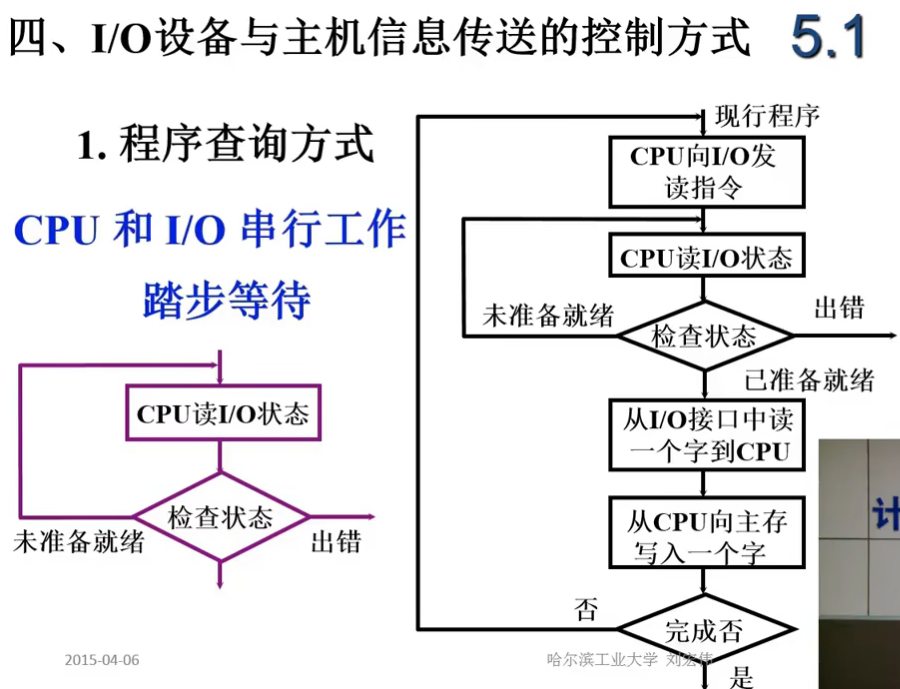 四、I/O设备与主机信息传送的控制方式 5.1
1. 程序查询方式
CPU 和 I/O 串行工作
踏步等待
CPU读I/O状态
检查状态
未准备就绪
出错
现行程序
CPU向I/O发
读指令
CPU读I/O状态
未准备就绪
检查状态
出错
已准备就绪
从I/O接口中读
一个字到CPU
从CPU向主存
写入一个字
否
完成否
是
计
2015-04-06
哈尔滨工业大学 刘宏伟